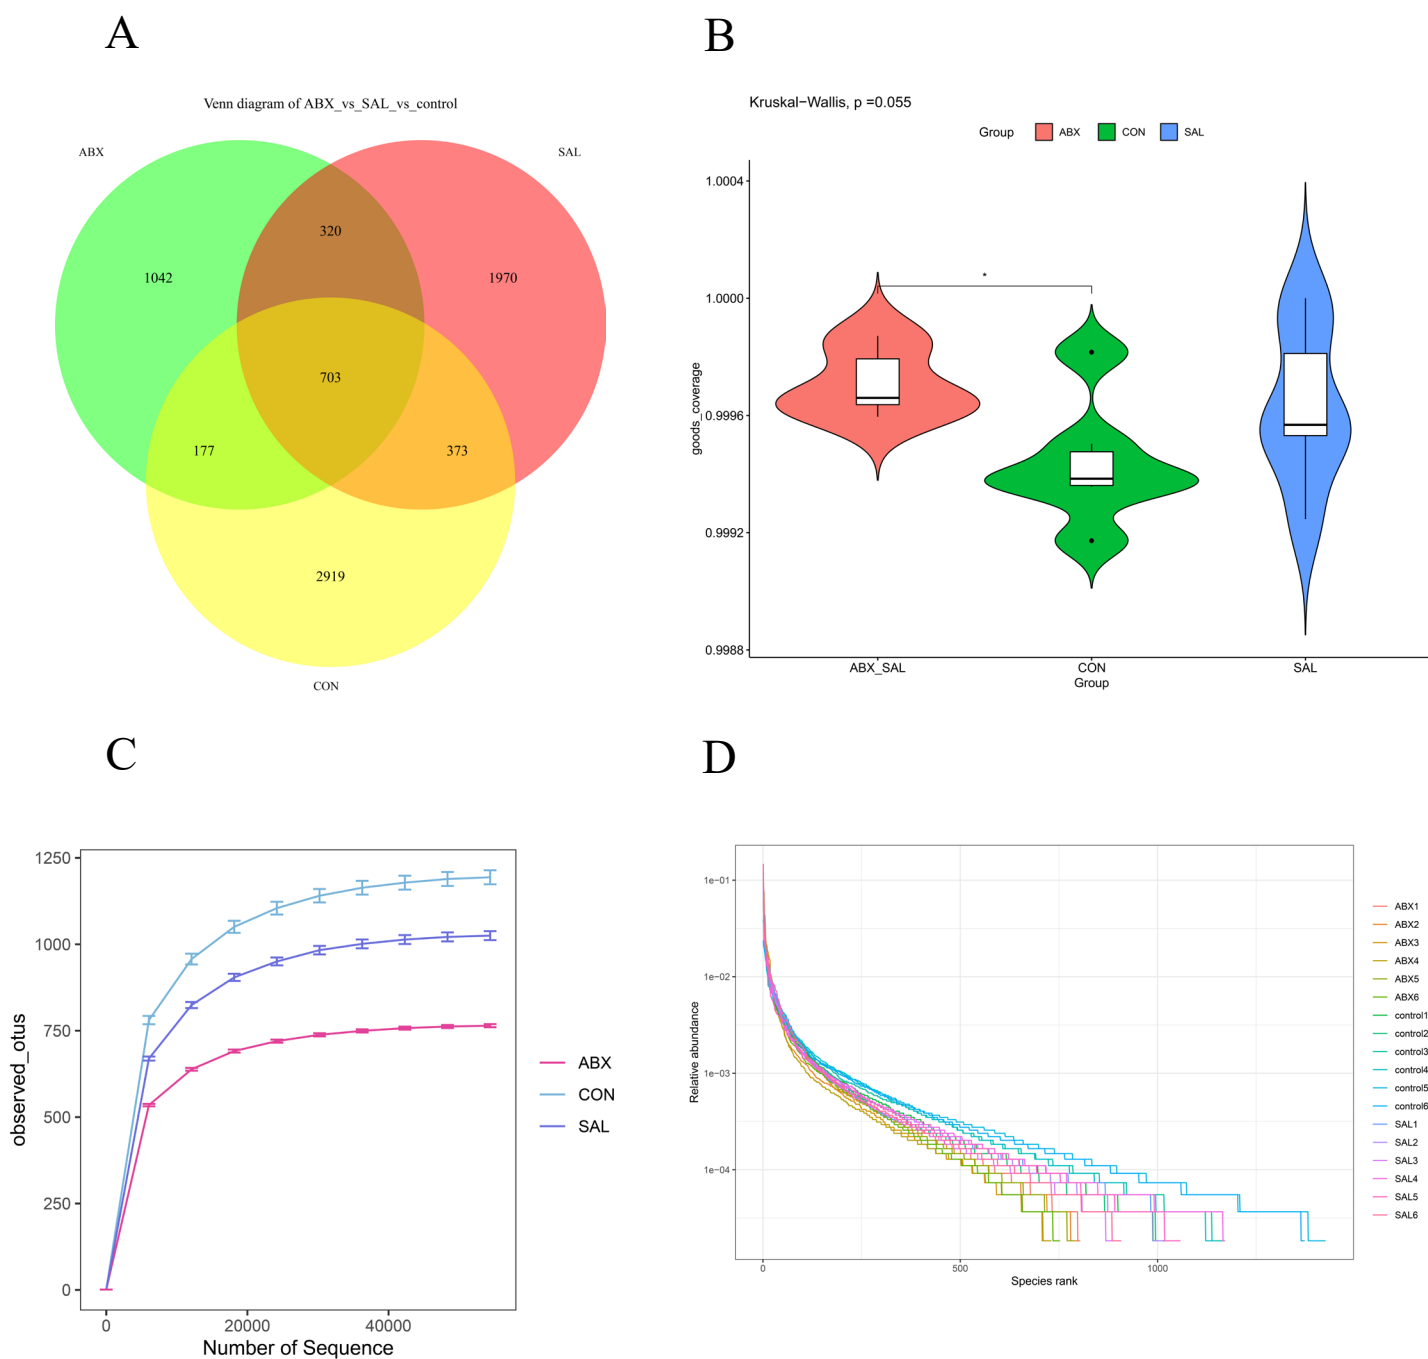 A
Venn diagram of ABX_vs_SAL_vs_control
ABX
SAL
320
1042
1970
703
177
373
2919
CON
B
Kruskal−Wallis, p =0.055
Group
ABX
CON
SAL
*
1.0004
1.0000
0.9996
0.9992
0.9988
goods_coverage
ABX_SAL
CON
SAL
Group
C
1250
1000
750
500
250
0
observed_otus
0
20000
40000
Number of Sequence
ABX
CON
SAL
D
1e−01
1e−02
1e−03
1e−04
Relative abundance
0
500
1000
Species rank
ABX1
ABX2
ABX3
ABX4
ABX5
ABX6
control1
control2
control3
control4
control5
control6
SAL1
SAL2
SAL3
SAL4
SAL5
SAL6